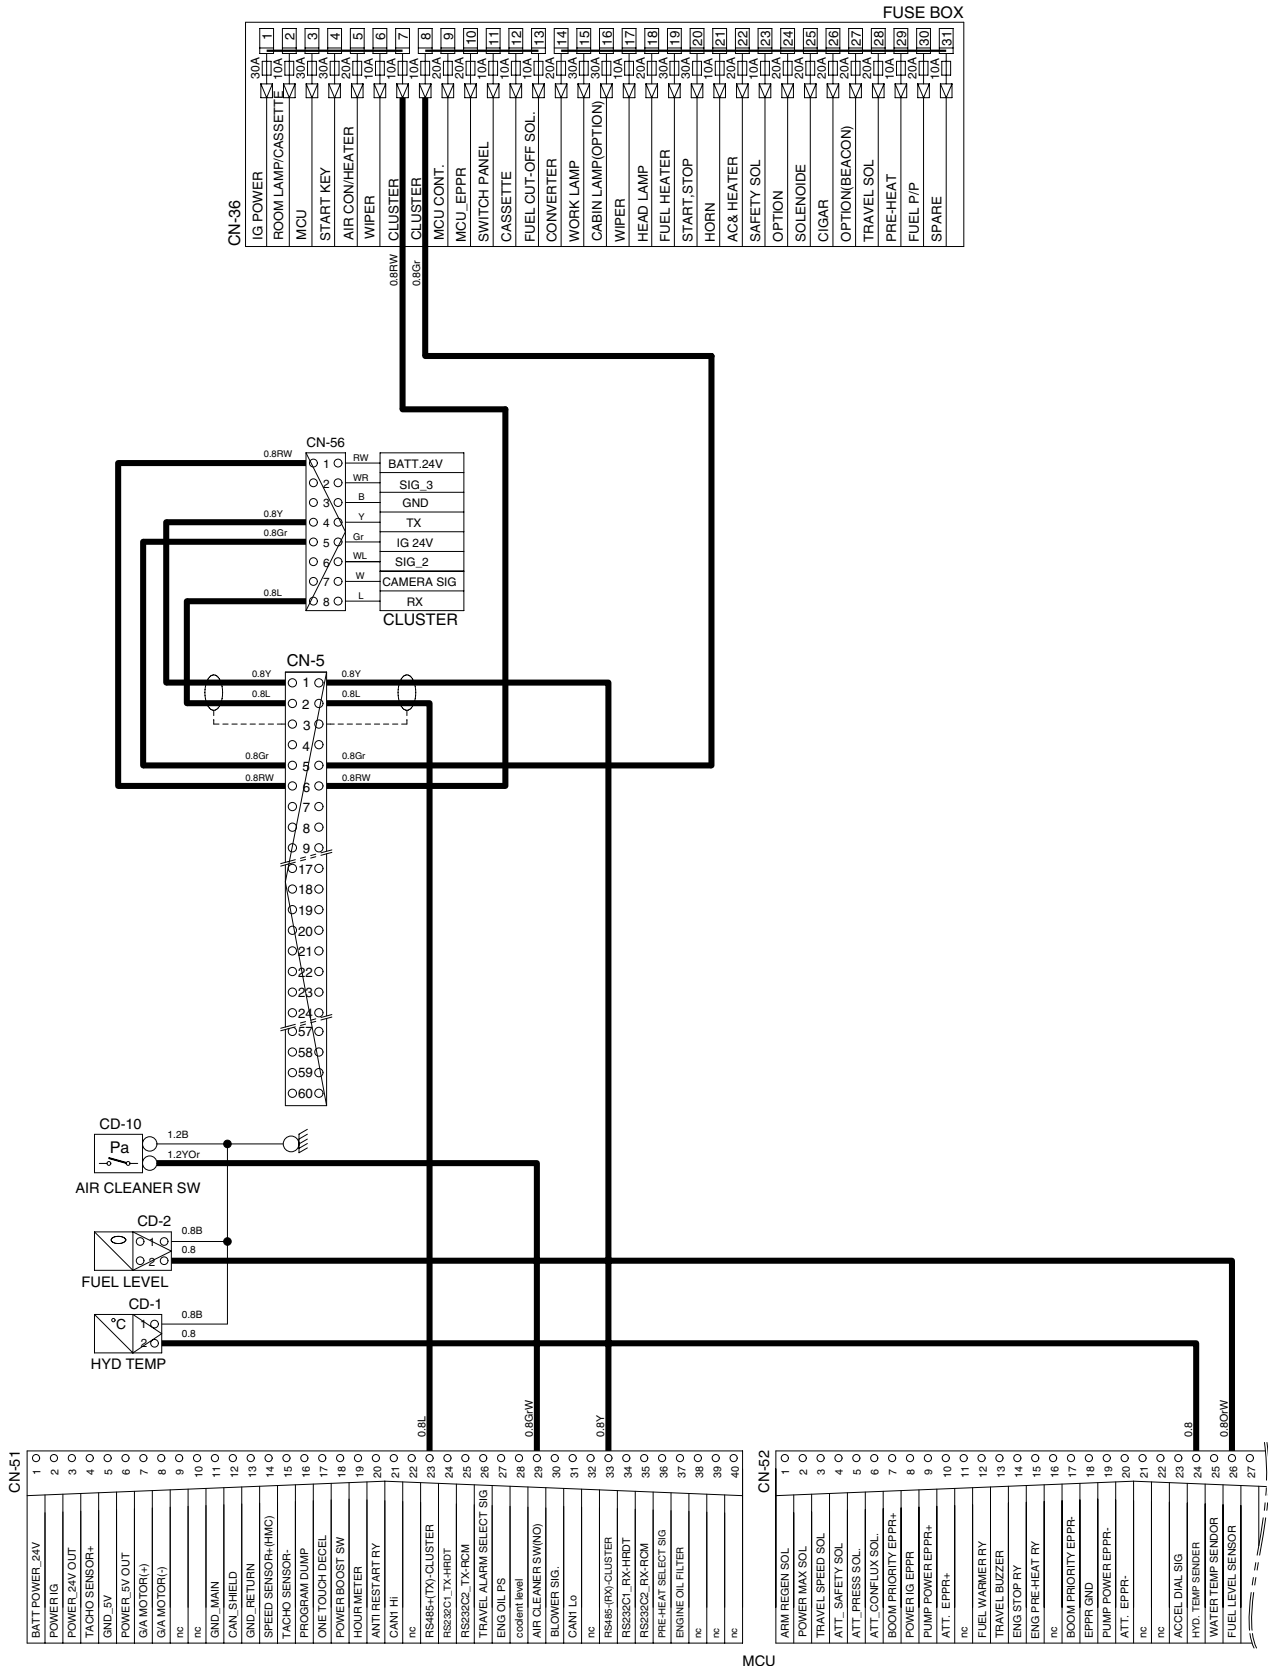 FUSE BOX
CN-36
1 2 3 4 5 6 7 8 9 10 11 12 13 14 15 16 17 18 19 20 21 22 23 24 25 26 27 28 29 30 31
30A 10A 30A 30A 20A 10A 10A 10A 20A 20A 10A 10A 20A 20A 30A 30A 10A 10A 20A 10A 10A 20A 20A 20A 20A 10A 20A 20A 10A 20A 10A
IG POWER
ROOM LAMP/CASSETTE
MCU
START KEY
AIR CON/HEATER
WIPER
CLUSTER
CLUSTER
MCU CONT.
MCU_EPPR
SWITCH PANEL
CASSETTE
FUEL CUT-OFF SOL.
CONVERTER
WORK LAMP
CABIN LAMP(OPTION)
WIPER
HEAD LAMP
FUEL HEATER
START,STOP
HORN
AC& HEATER
SAFETY SOL
OPTION
SOLENOIDE
CIGAR
OPTION(BEACON)
TRAVEL SOL
PRE-HEAT
FUEL P/P
SPARE
0.8RW
0.8Gr
CN-56
0.8RW 1 RW BATT.24V
2 WR SIG_3
3 B GND
0.8Y 4 Y TX
0.8Gr 5 Gr IG 24V
6 WL SIG_2
7 W CAMERA SIG
0.8L 8 L RX
CLUSTER
CN-5
0.8Y 1 0.8Y
0.8L 2 0.8L
3
4
0.8Gr 5 0.8Gr
0.8RW 6 0.8RW
7
8
9
17
18
19
20
21
22
23
24
57
58
59
60
CD-10
Pa
1.2B
1.2YOr
AIR CLEANER SW
CD-2
1 0.8B
2 0.8
FUEL LEVEL
CD-1
°C
1 0.8B
2 0.8
HYD TEMP
0.8L
0.8GrW
0.8Y
0.8
0.8OrW
CN-51
1 BATT POWER_24V
2 POWER IG
3 POWER_24V OUT
4 TACHO SENSOR+
5 GND_5V
6 POWER_5V OUT
7 G/A MOTOR(+)
8 G/A MOTOR(-)
9 nc
10 nc
11 GND_MAIN
12 CAN_SHIELD
13 GND_RETURN
14 SPEED SENSOR+(HMC)
15 TACHO SENSOR-
16 PROGRAM DUMP
17 ONE TOUCH DECEL
18 POWER BOOST SW
19 HOUR METER
20 ANTI RESTART RY
21 CAN1 Hi
22 nc
23 RS485+(TX)-CLUSTER
24 RS232C1_TX-HRDT
25 RS232C2_TX-RCM
26 TRAVEL ALARM SELECT SIG
27 ENG OIL PS
28 coolent level
29 AIR CLEANER SW(NO)
30 BLOWER SIG.
31 CAN1 Lo
32 nc
33 RS485-(RX)-CLUSTER
34 RS232C1_RX-HRDT
35 RS232C2_RX-RCM
36 PRE-HEAT SELECT SIG
37 ENGINE OIL FILTER
38 nc
39 nc
40 nc
CN-52
1 ARM REGEN SOL
2 POWER MAX SOL
3 TRAVEL SPEED SOL
4 ATT_ SAFETY SOL
5 ATT_PRESS SOL.
6 ATT_CONFLUX SOL.
7 BOOM PRIORITY EPPR+
8 POWER IG EPPR
9 PUMP POWER EPPR+
10 ATT. EPPR+
11 nc
12 FUEL WARMER RY
13 TRAVEL BUZZER
14 ENG STOP RY
15 ENG PRE-HEAT RY
16 nc
17 BOOM PRIORITY EPPR-
18 EPPR GND
19 PUMP POWER EPPR-
20 ATT. EPPR-
21 nc
22 nc
23 ACCEL DIAL SIG
24 HYD. TEMP SENDER
25 WATER TEMP SENDOR
26 FUEL LEVEL SENSOR
27
MCU